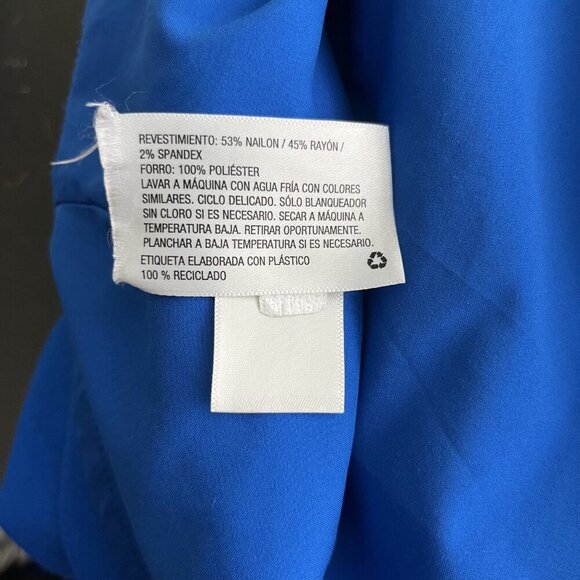 REVESTIMIENTO: 53% NAILON / 45% RAYÓN /
2% SPANDEX
FORRO: 100% POLIÉSTER
LAVAR A MÁQUINA CON AGUA FRÍA CON COLORES
SIMILARES. CICLO DELICADO. SÓLO BLANQUEADOR
SIN CLORO SI ES NECESARIO. SECAR A MÁQUINA A
TEMPERATURA BAJA. RETIRAR OPORTUNAMENTE.
PLANCHAR A BAJA TEMPERATURA SI ES NECESARIO.
ETIQUETA ELABORADA CON PLÁSTICO
100 % RECICLADO